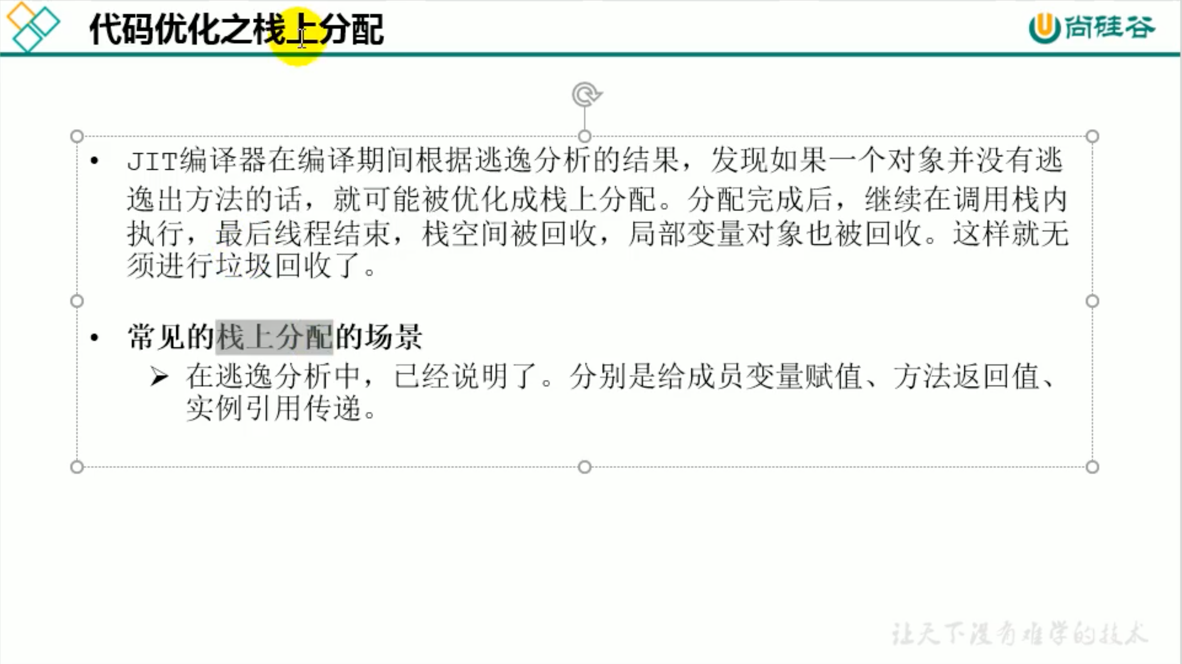 代码优化之栈上分配
尚硅谷
• JIT编译器在编译期间根据逃逸分析的结果，发现如果一个对象并没有逃
逸出方法的话，就可能被优化成栈上分配。分配完成后，继续在调用栈内
执行，最后线程结束，栈空间被回收，局部变量对象也被回收。这样就无
须进行垃圾回收了。
• 常见的栈上分配的场景
➢ 在逃逸分析中，已经说明了。分别是给成员变量赋值、方法返回值、
实例引用传递。
让天下没有难学的技术